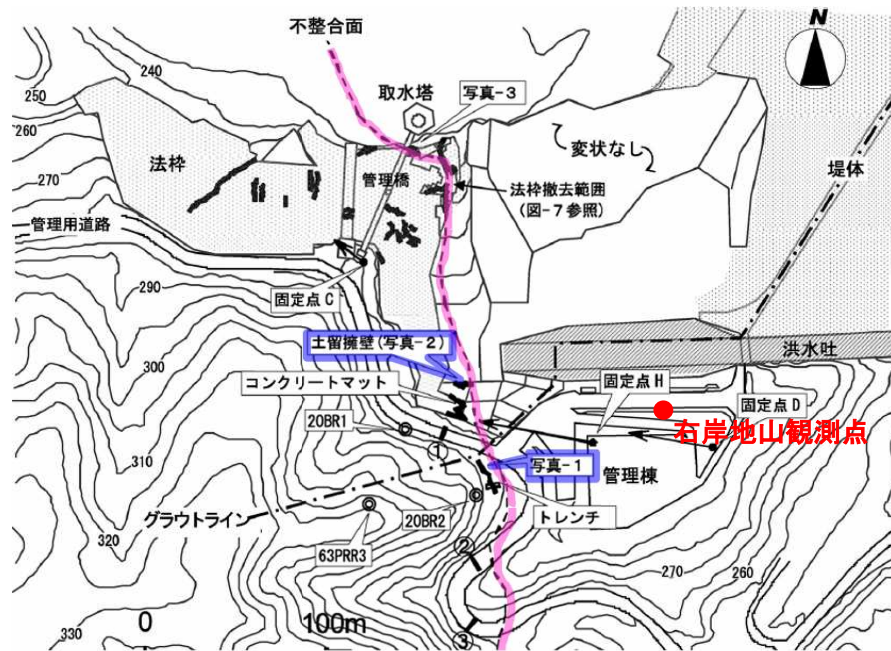 不整合面
N
240
取水塔
写真-3
250
260
法枠
変状なし
堤体
270
管理橋
法枠撤去範囲
(図-7参照)
管理用道路
290
固定点C
土留擁壁(写真-2)
洪水吐
300
コンクリートマット
固定点H
固定点D
20BR1
右岸地山観測点
①
310
写真-1
管理棟
グラウトライン
20BR2
トレンチ
320
63PRR3
②
270
260
330
0
100m
③